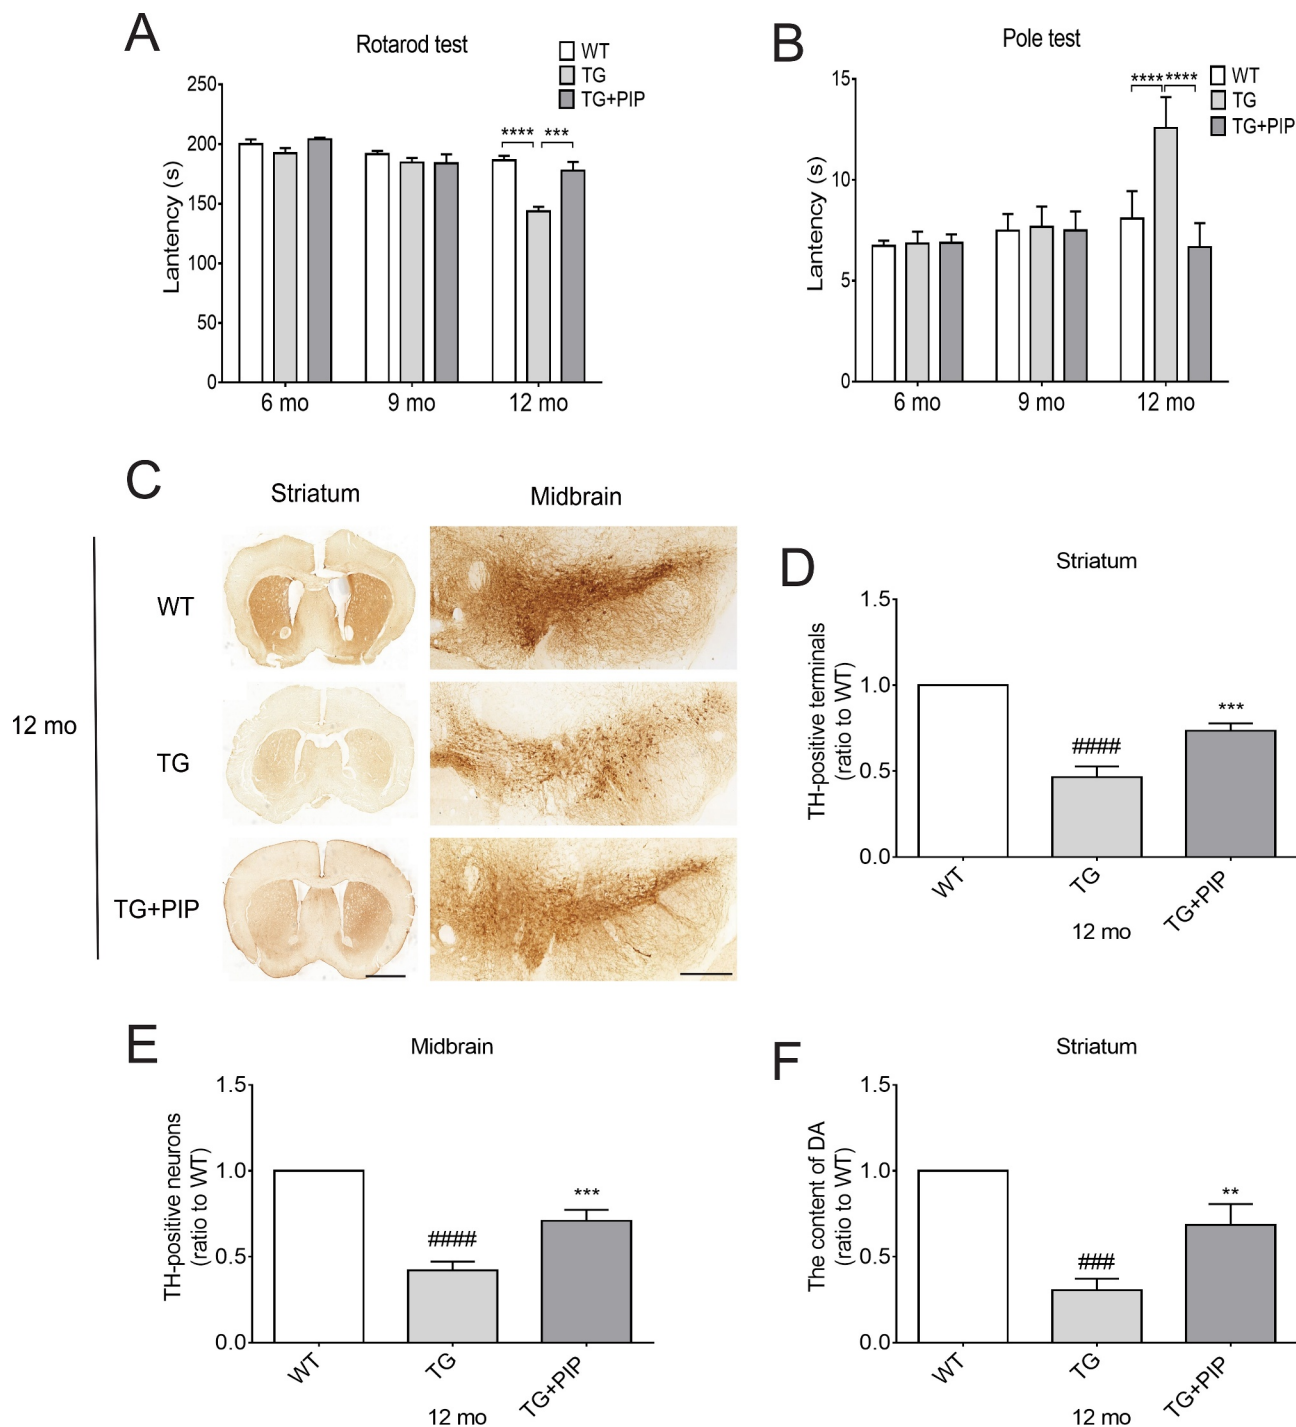 A
Rotarod test
WT
TG
TG+PIP
250
200
150
100
50
0
Lantency (s)
**** ***
6 mo 9 mo 12 mo
B
Pole test
WT
TG
TG+PIP
15
10
5
0
Lantency (s)
**** ****
6 mo 9 mo 12 mo
C
Striatum Midbrain
12 mo
WT
TG
TG+PIP
D
Striatum
1.5
1.0
0.5
0.0
TH-positive terminals
(ratio to WT)
####
***
WT TG TG+PIP
12 mo
E
Midbrain
1.5
1.0
0.5
0.0
TH-positive neurons
(ratio to WT)
####
***
WT TG TG+PIP
12 mo
F
Striatum
1.5
1.0
0.5
0.0
The content of DA
(ratio to WT)
###
**
WT TG TG+PIP
12 mo